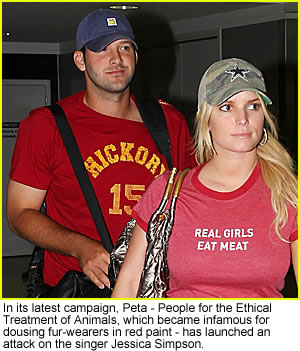 HICKORY
15
REAL GIRLS
EAT MEAT
In its latest campaign, Peta - People for the Ethical
Treatment of Animals, which became infamous for
dousing fur-wearers in red paint - has launched an
attack on the singer Jessica Simpson.